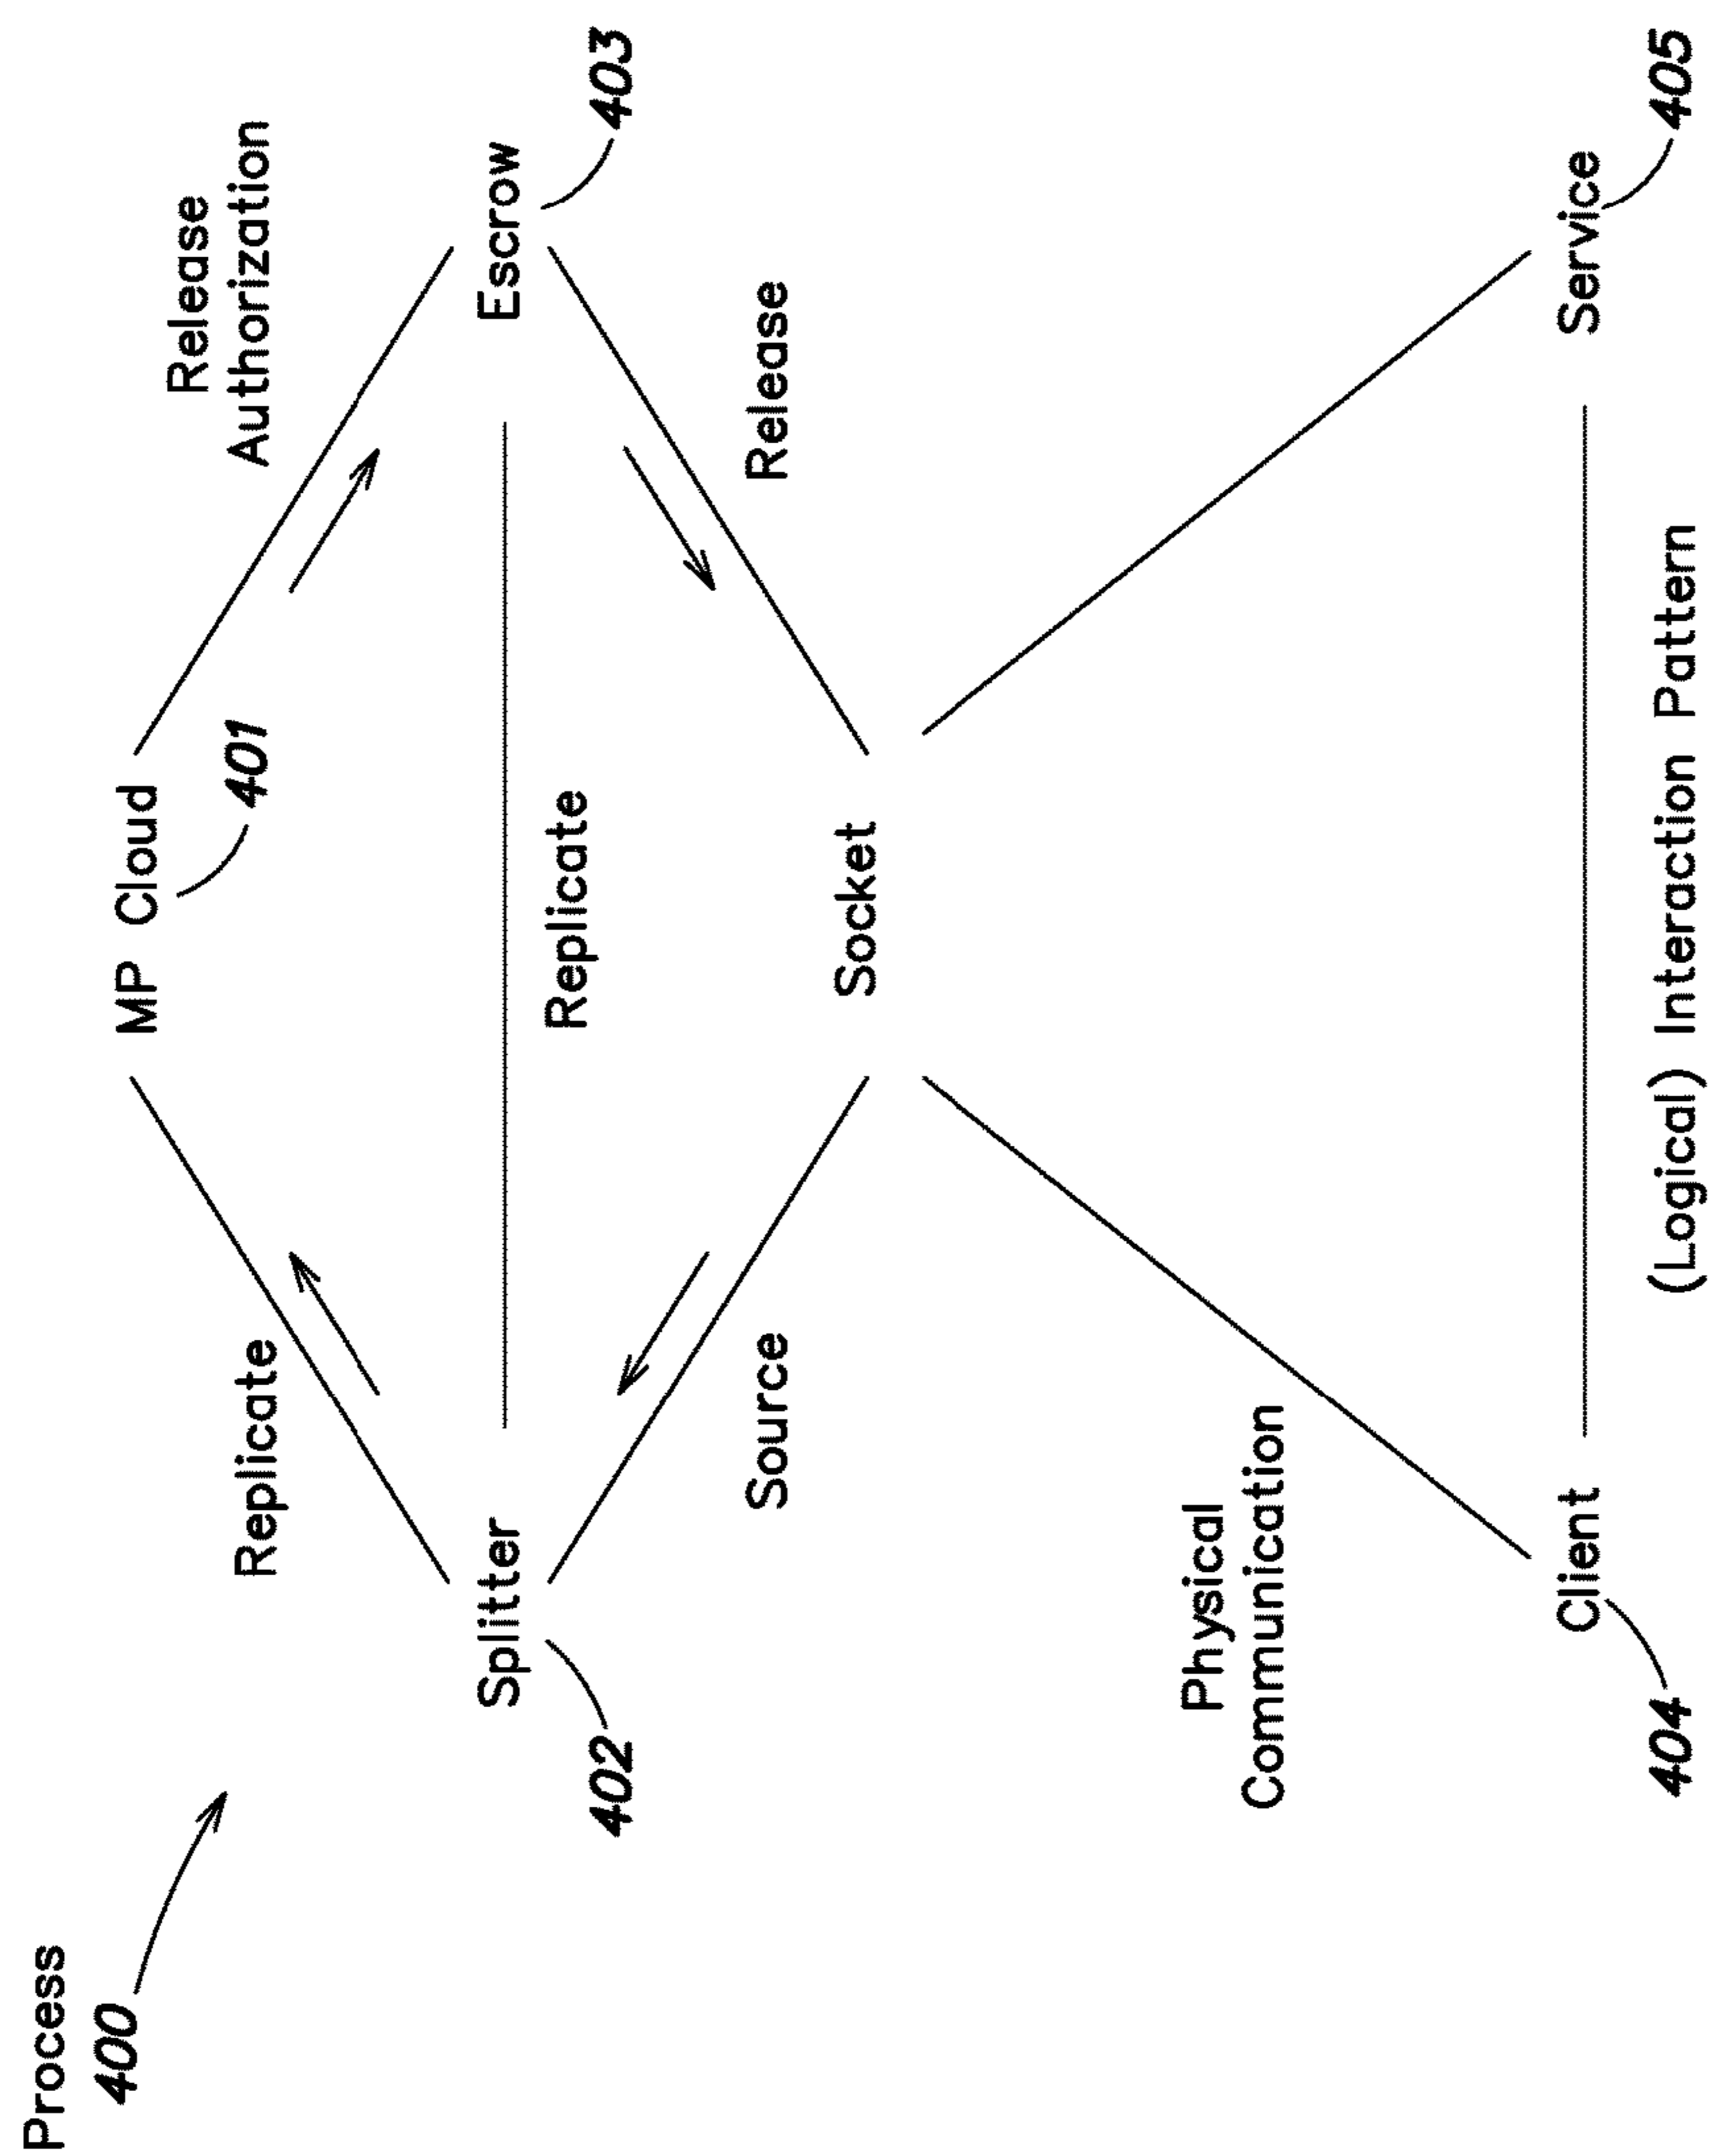 Process
400
MP Cloud
401
Release
Authorization
Replicate
Splitter
402
Escrow
403
Replicate
Source
Release
Socket
Physical
Communication
Client
404
Service
405
(Logical) Interaction Pattern